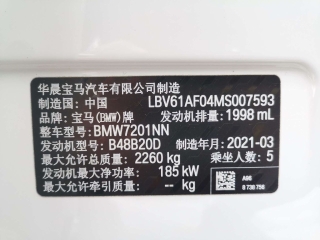 华晨宝马汽车有限公司制造
制造国: 中国 LBV61AF04MS007593
品牌: 宝马(BMW)牌 发动机排量: 1998 mL
整车型号: BMW7201NN
发动机型号: B48B20D 制造年月: 2021-03
最大允许总质量: 2260 kg 乘坐人数: 5
发动机最大净功率: 185 kW
最大允许牵引质量: -- kg
A96
8 738 756